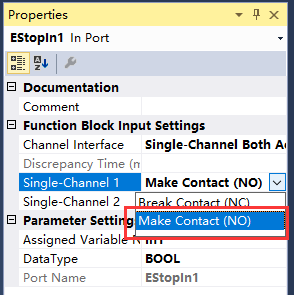 Properties
EStopIn1 In Port
Documentation
Comment
Function Block Input Settings
Channel Interface Single-Channel Both
Discrepancy Time
Single-Channel 1 Make Contact (NO)
Single-Channel 2 Break Contact (NC)
Make Contact (NO)
Parameter Setting
Assigned Variable
DataType BOOL
Port Name EStopIn1